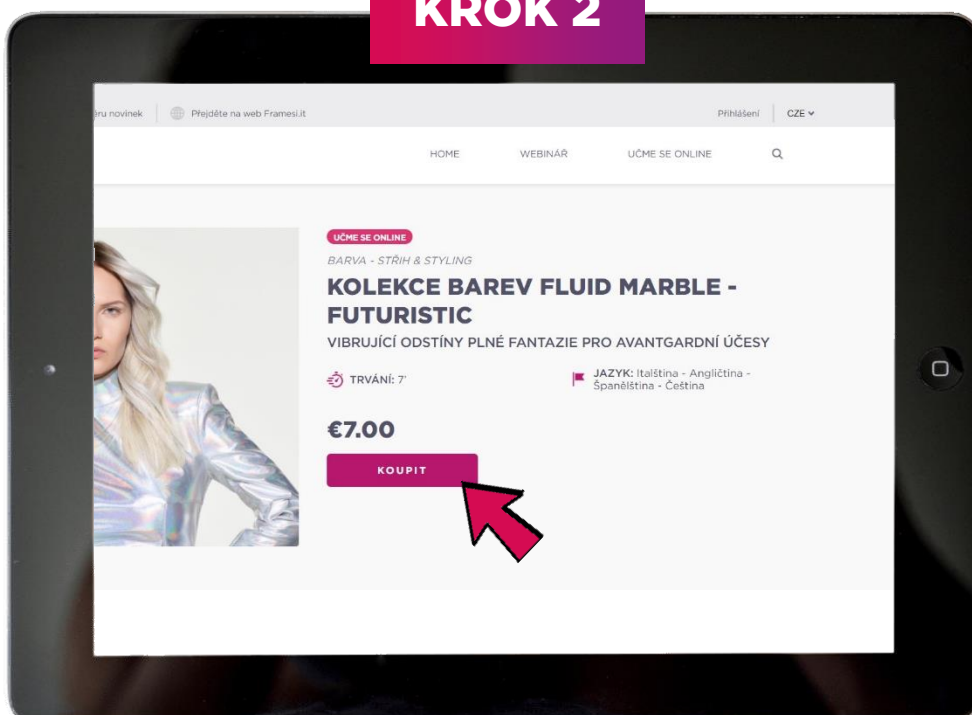 KROK 2
novinek
Přejděte na web Framesi.it
Přihlášení
CZE
HOME
WEBINÁŘ
UČME SE ONLINE
UČME SE ONLINE
BARVA - STŘIH & STYLING
KOLEKCE BAREV FLUID MARBLE -
FUTURISTIC
VIBRUJÍCÍ ODSTÍNY PLNÉ FANTAZIE PRO AVANTGARDNÍ ÚČESY
TRVÁNÍ: 7'
JAZYK: Italština - Angličtina -
Španělština - Čeština
€7.00
KOUPIT